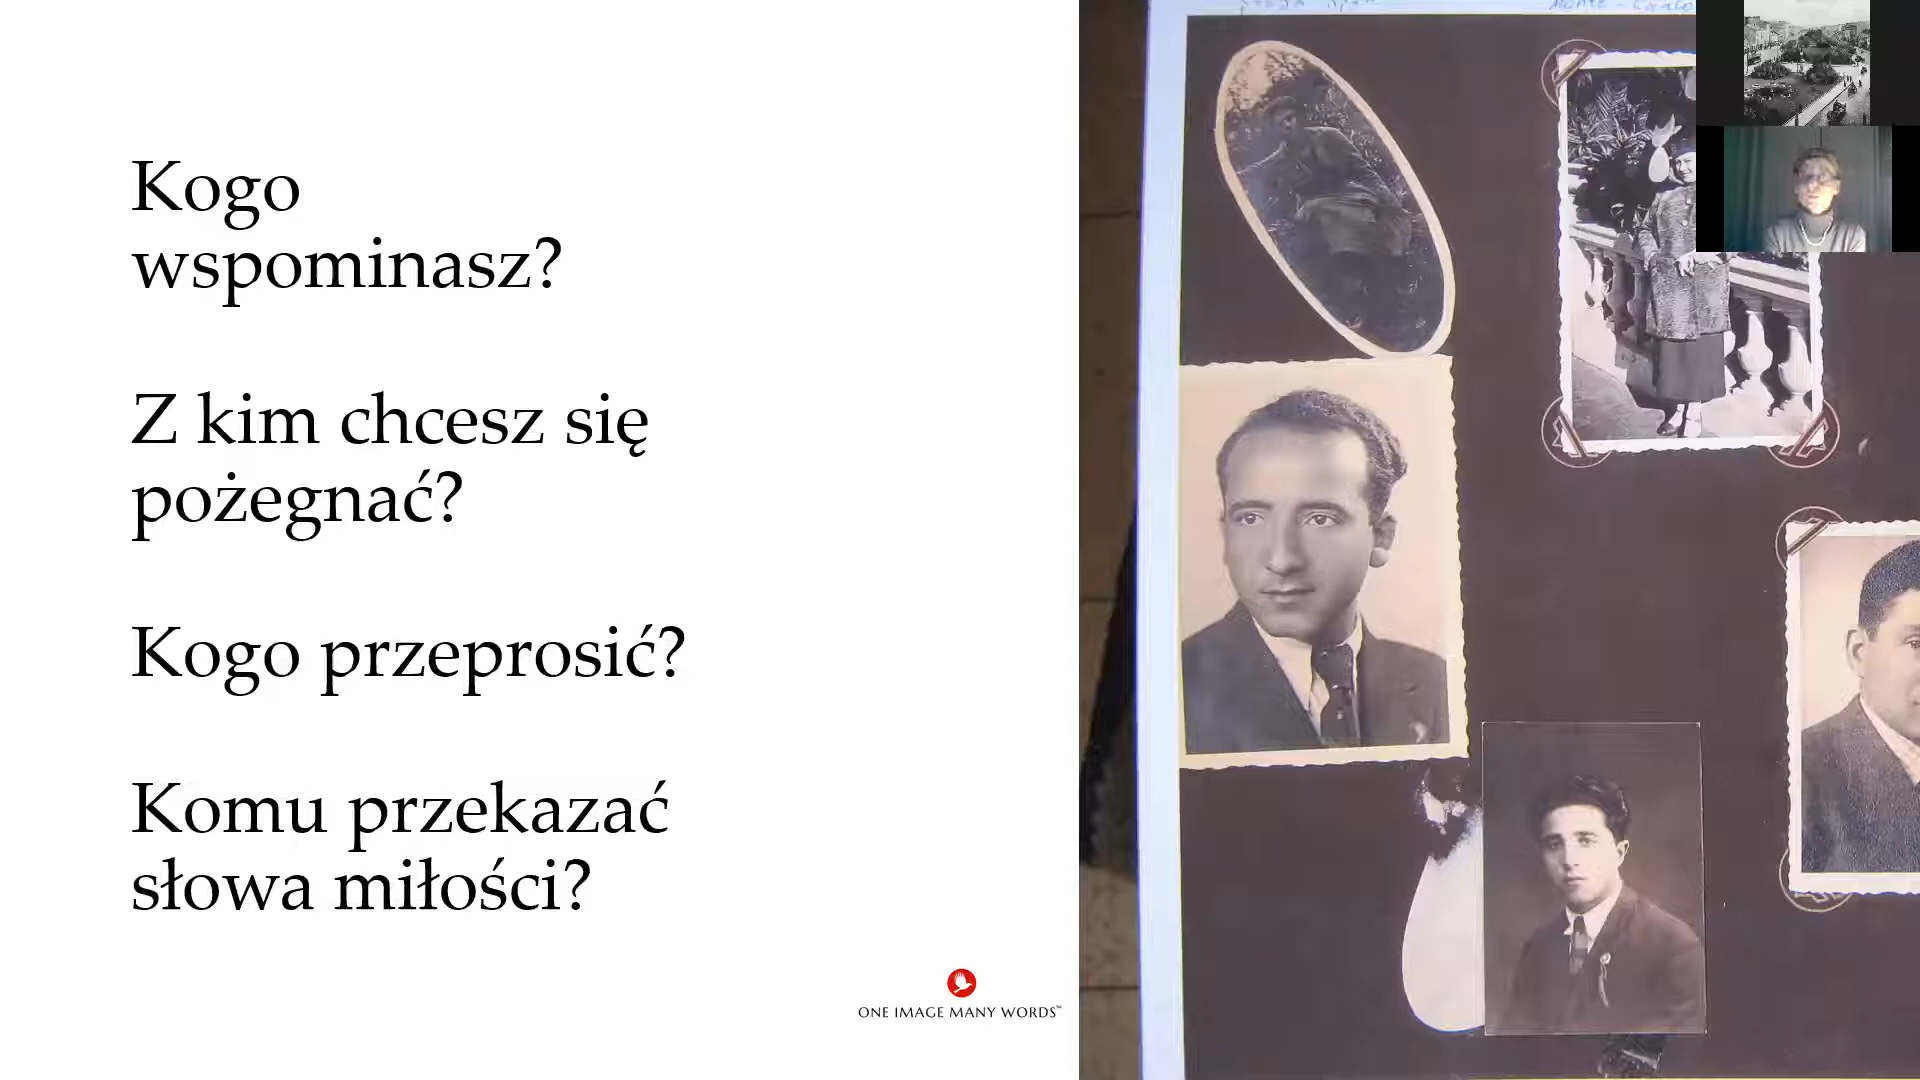 Kogo
wspominasz?
Z kim chcesz się
pożegnać?
Kogo przeprosić?
Komu przekazać
słowa miłości?
ONE IMAGE MANY WORDS™